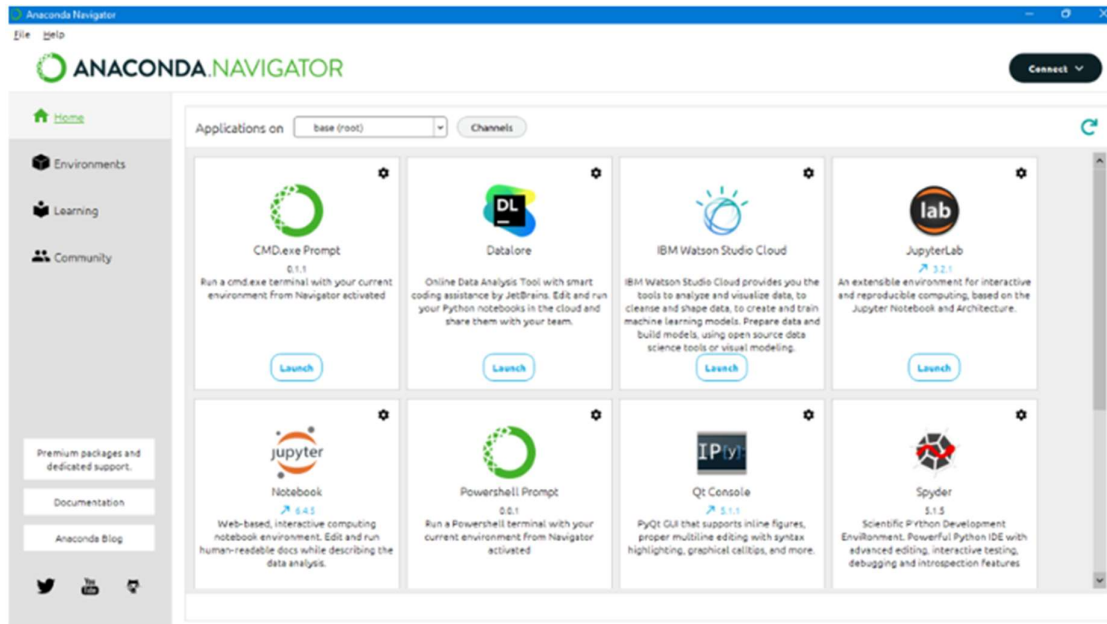 Anaconda Navigator
File Help
ANACONDA.NAVIGATOR
Connect
Home
Environments
Learning
Community
Applications on base (root) Channels
CMD.exe Prompt
0.1.1
Run a cmd.exe terminal with your current
environment from Navigator activated
Launch
DL
Datalore
Online Data Analysis Tool with smart
coding assistance by JetBrains. Edit and run
your Python notebooks in the cloud and
share them with your team.
Launch
IBM Watson Studio Cloud
IBM Watson Studio Cloud provides you the
tools to analyze and visualize data, to
cleanse and shape data, to create and train
machine learning models. Prepare data and
build models, using open source data
science tools or visual modeling.
Launch
lab
JupyterLab
3.2.1
An extensible environment for interactive
and reproducible computing, based on the
Jupyter Notebook and Architecture.
Launch
jupyter
Notebook
6.4.5
Web-based, interactive computing
notebook environment. Edit and run
human-readable docs while describing the
data analysis.
Powershell Prompt
0.0.1
Run a Powershell terminal with your
current environment from Navigator
activated
IP[y]:
Qt Console
5.1.1
PyQt GUI that supports inline figures,
proper multiline editing with syntax
highlighting, graphical calltips, and more.
Spyder
5.1.5
Scientific PYthon Development
EnviRonment. Powerful Python IDE with
advanced editing, interactive testing,
debugging and introspection features
Premium packages and
dedicated support.
Documentation
Anaconda Blog
You
Tube